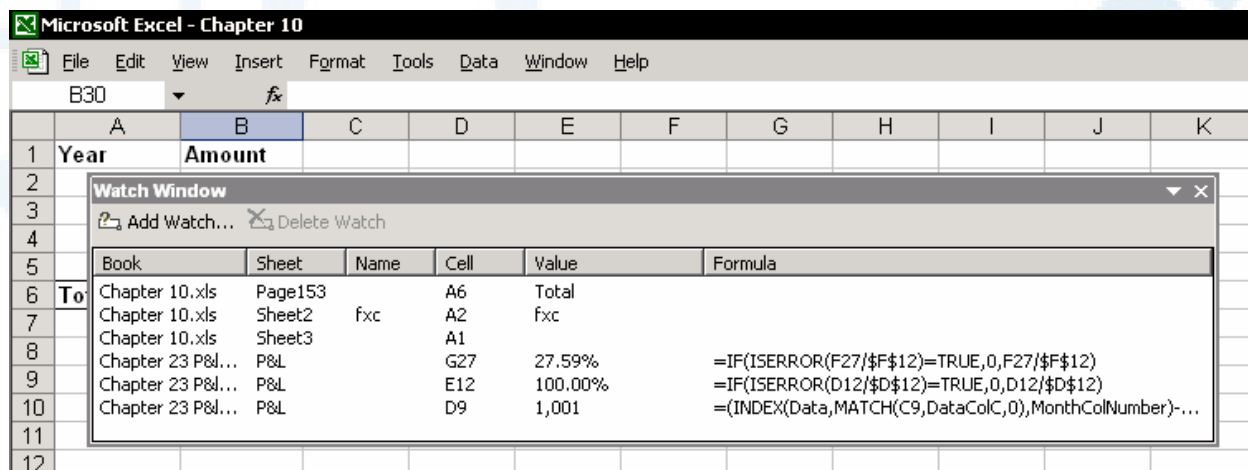 Microsoft Excel - Chapter 10
File Edit View Insert Format Tools Data Window Help
B30 fx
A B C D E F G H I J K
1 Year Amount
2
Watch Window
3
Add Watch... Delete Watch
4
5
Book Sheet Name Cell Value Formula
6 To
Chapter 10.xls Page153 A6 Total
7
Chapter 10.xls Sheet2 fxc A2 fxc
Chapter 10.xls Sheet3 A1
8
Chapter 23 P&l... P&L G27 27.59% =IF(ISERROR(F27/$F$12)=TRUE,0,F27/$F$12)
9
Chapter 23 P&l... P&L E12 100.00% =IF(ISERROR(D12/$D$12)=TRUE,0,D12/$D$12)
10
Chapter 23 P&l... P&L D9 1,001 =(INDEX(Data,MATCH(C9,DataColC,0),MonthColNumber)-...
11
12